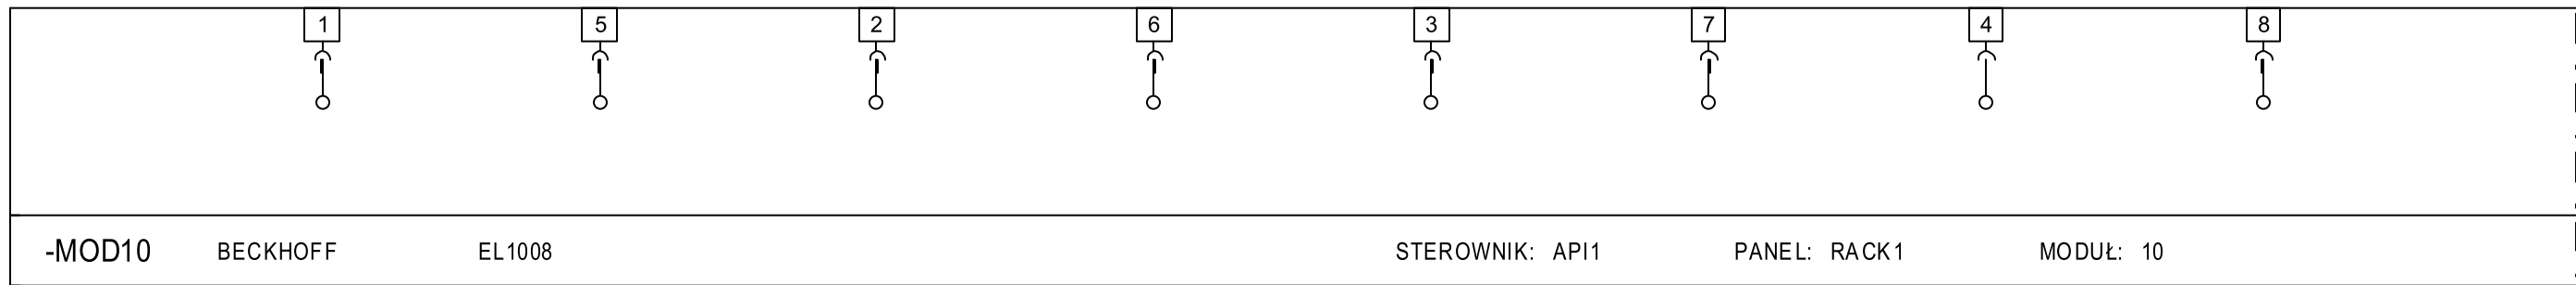 1 5 2 6 3 7 4 8
-MOD10 BECKHOFF EL1008 STEROWNIK: API1 PANEL: RACK1 MODUŁ: 10